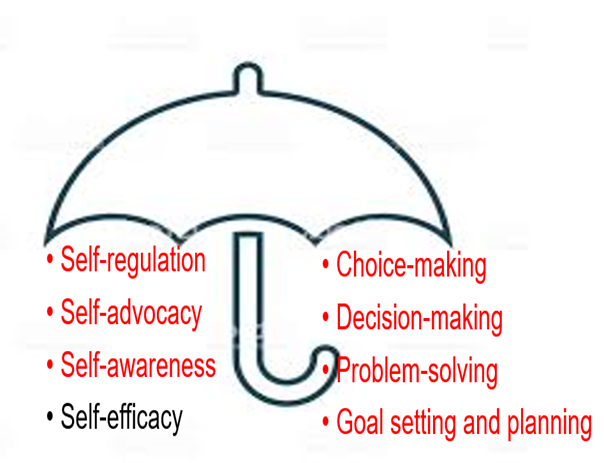 • Self-regulation
• Self-advocacy
• Self-awareness
• Self-efficacy
• Choice-making
• Decision-making
• Problem-solving
• Goal setting and planning